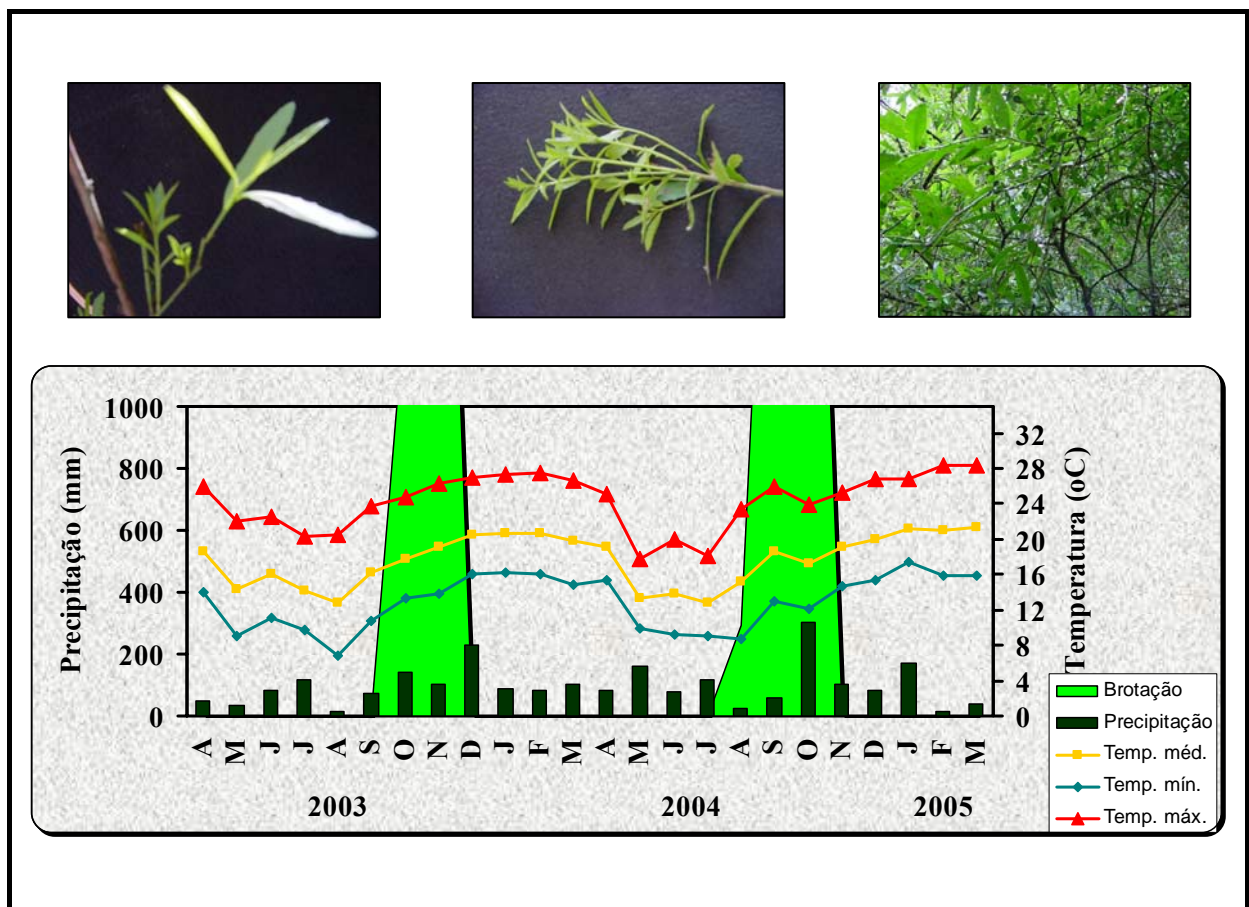 1000
800
600
400
200
0
Precipitação (mm)
32
28
24
20
16
12
8
4
0
Temperatura (oC)
A M J J A S O N D J F M A M J J A S O N D J F M
2003 2004 2005
Brotação
Precipitação
Temp. méd.
Temp. mín.
Temp. máx.